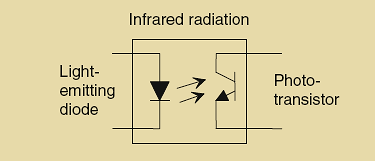 Infrared radiation
Light-
emitting
diode
Photo-
transistor